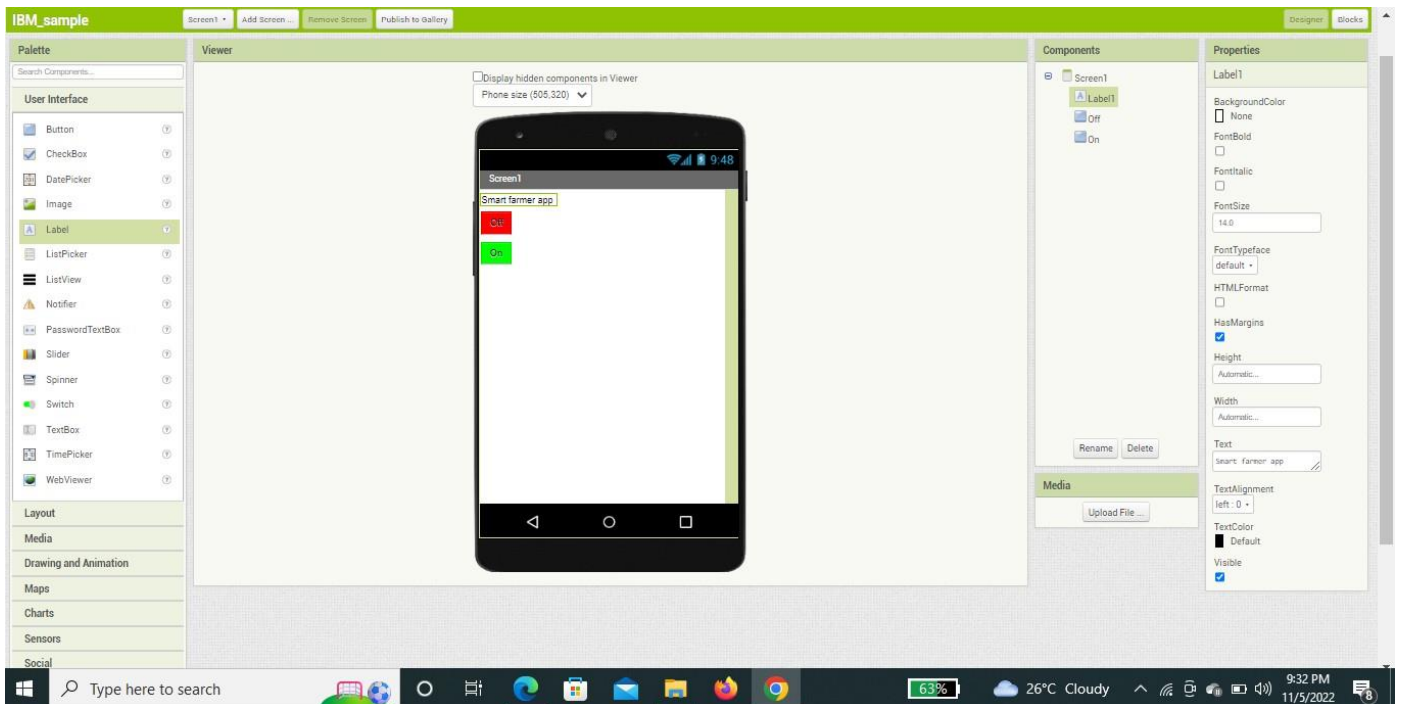 IBM_sample
Screen1
Add Screen ...
Remove Screen
Publish to Gallery
Designer
Blocks
Palette
Search Components...
User Interface
Button
CheckBox
DatePicker
Image
Label
ListPicker
ListView
Notifier
PasswordTextBox
Slider
Spinner
Switch
TextBox
TimePicker
WebViewer
Layout
Media
Drawing and Animation
Maps
Charts
Sensors
Social
Viewer
Display hidden components in Viewer
Phone size (505,320)
9:48
Screen1
Smart farmer app
Off
On
Components
Screen1
Label1
Off
On
Rename
Delete
Media
Upload File ...
Properties
Label1
BackgroundColor
None
FontBold
FontItalic
FontSize
14.0
FontTypeface
default
HTMLFormat
HasMargins
Height
Automatic...
Width
Automatic...
Text
Smart farmer app
TextAlignment
left : 0
TextColor
Default
Visible
Type here to search
63%
26°C Cloudy
9:32 PM
11/5/2022
8